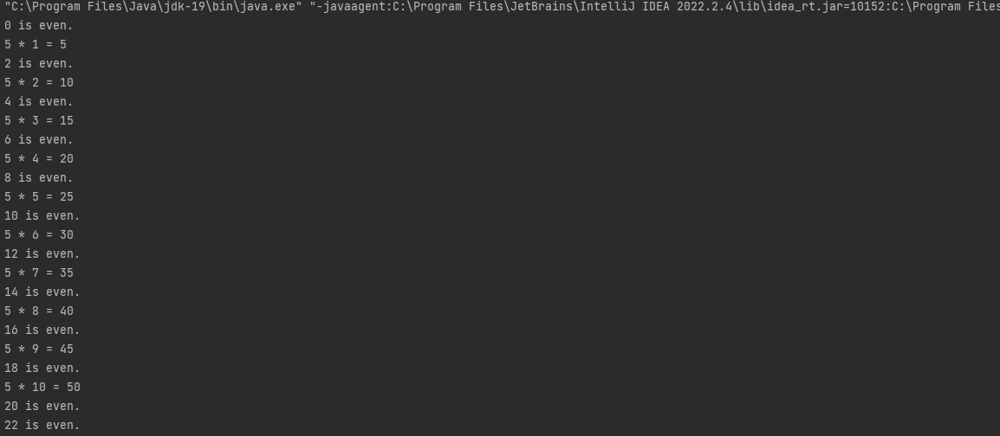 "C:\Program Files\Java\jdk-19\bin\java.exe" "-javaagent:C:\Program Files\JetBrains\IntelliJ IDEA 2022.2.4\lib\idea_rt.jar=10152:C:\Program Files
0 is even.
5 * 1 = 5
2 is even.
5 * 2 = 10
4 is even.
5 * 3 = 15
6 is even.
5 * 4 = 20
8 is even.
5 * 5 = 25
10 is even.
5 * 6 = 30
12 is even.
5 * 7 = 35
14 is even.
5 * 8 = 40
16 is even.
5 * 9 = 45
18 is even.
5 * 10 = 50
20 is even.
22 is even.